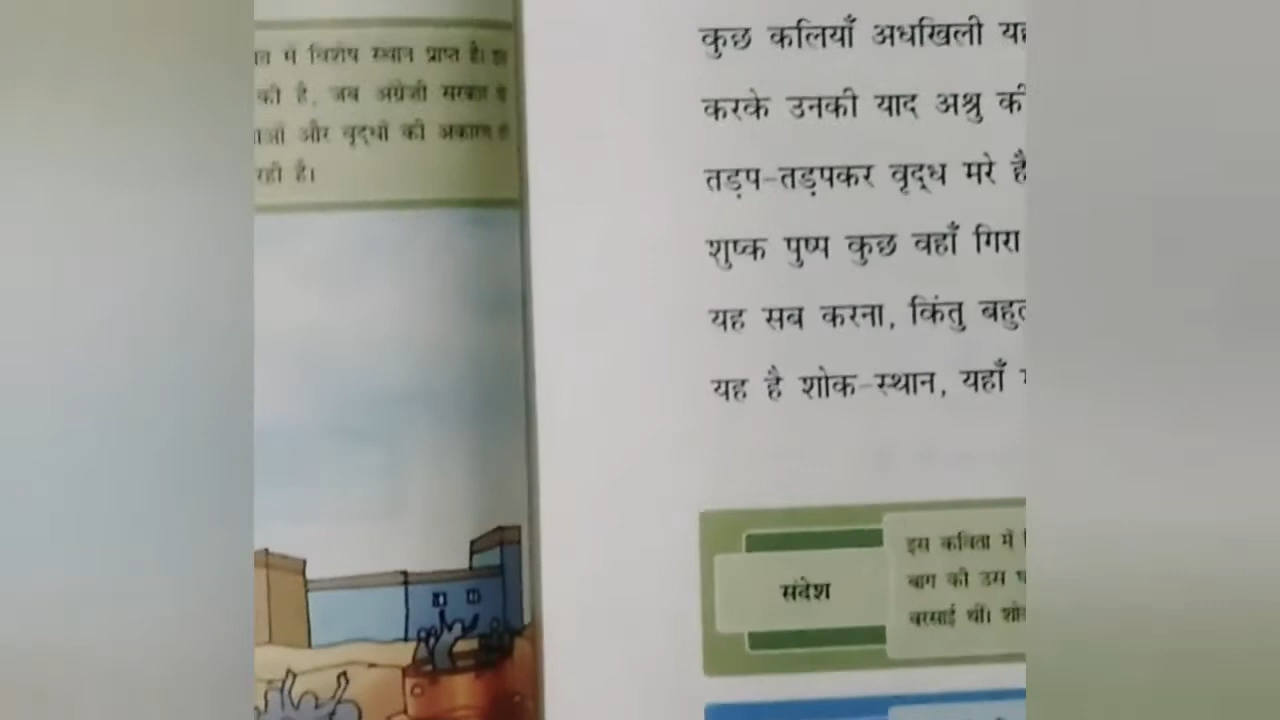 में विशेष स्थान प्राप्त है।
की है, जब अंग्रेजी सरकार
और वृद्धों की अकारण
रही है।
कुछ कलियाँ अधखिली
करके उनकी याद अश्रु
तड़प-तड़पकर वृद्ध मरे
शुष्क पुष्प कुछ वहाँ गिरा
यह सब करना, किंतु
यह है शोक-स्थान, यहाँ
संदेश
इस कविता में
बाग की उस
बरसाई थीं।